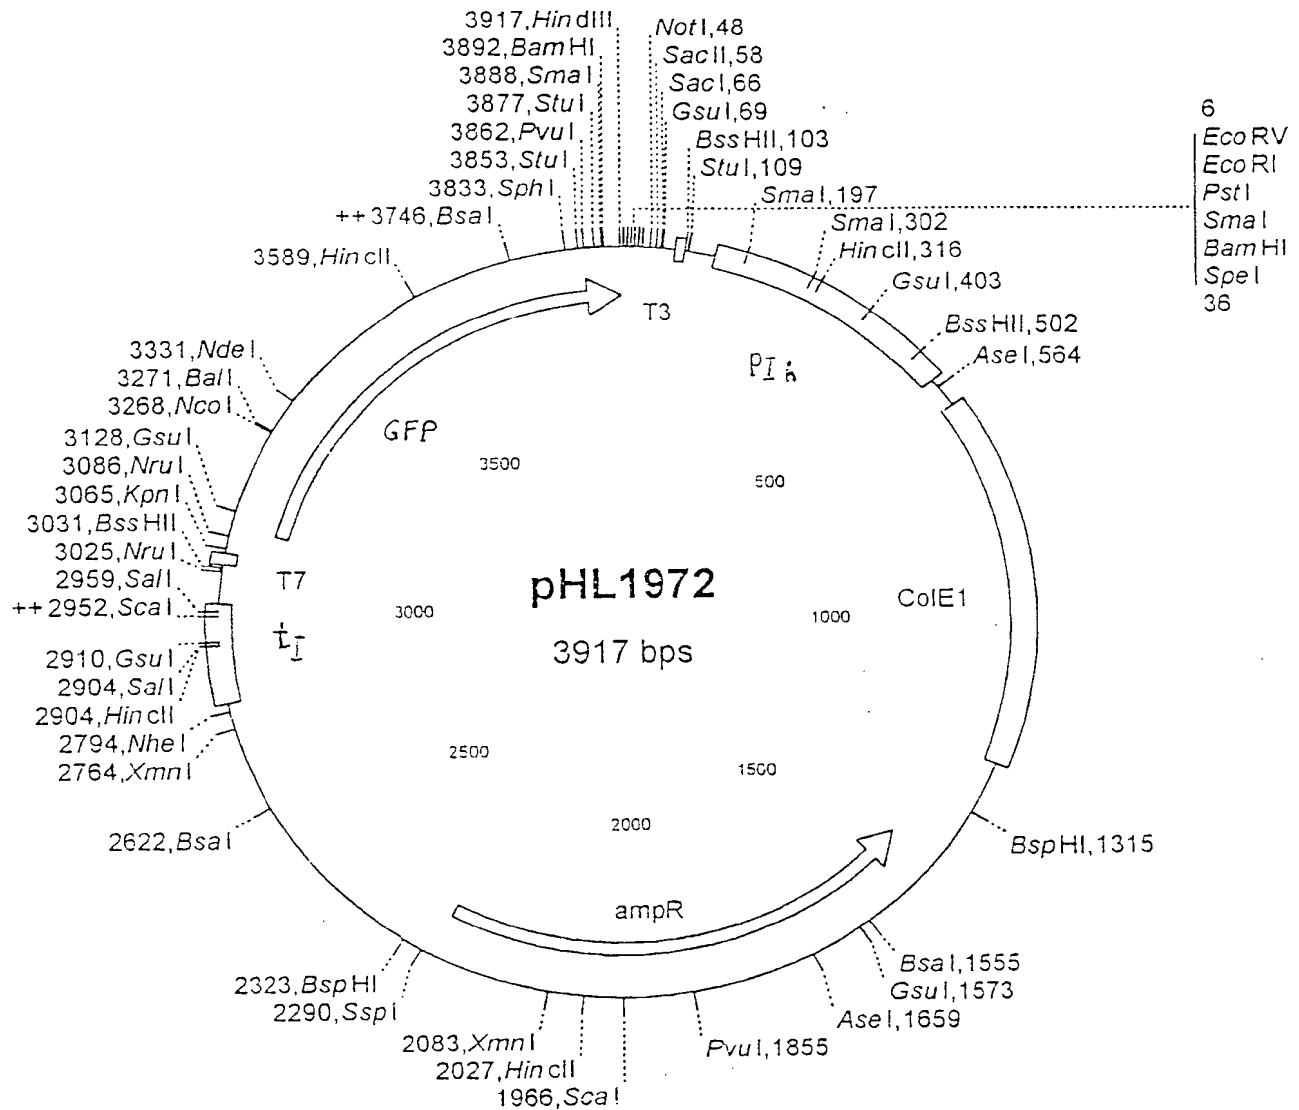 3917,HindIII
3892,BamHI
3888,SmaI
3877,StuI
3862,PvuI
3853,StuI
3833,SphI
++3746,BsaI
3589,HincII
3331,NdeI
3271,BalI
3268,NcoI
3128,GsuI
3086,NruI
3065,KpnI
3031,BssHII
3025,NruI
2959,SalI
++2952,ScaI
2910,GsuI
2904,SalI
2904,HincII
2794,NheI
2764,XmnI
2622,BsaI
2323,BspHI
2290,SspI
2083,XmnI
2027,HincII
1966,ScaI
NotI,48
SacII,58
SacI,66
GsuI,69
BssHII,103
StuI,109
SmaI,197
SmaI,302
HincII,316
GsuI,403
BssHII,502
AseI,564
6
EcoRV
EcoRI
PstI
SmaI
BamHI
SpeI
36
BspHI,1315
BsaI,1555
GsuI,1573
AseI,1659
PvuI,1855
T3
GFP
T7
tI
ColE1
ampR
3500
500
3000
1000
2500
1500
2000
pHL1972
3917 bps